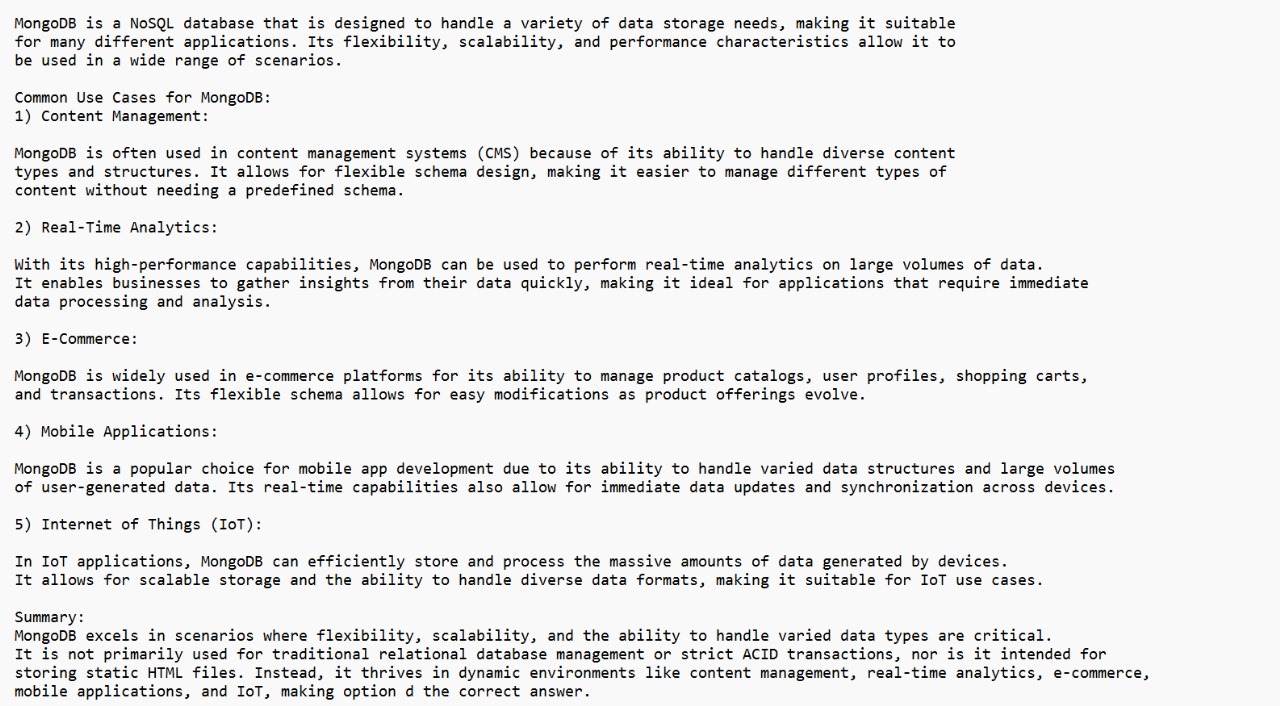 MongoDB is a NoSQL database that is designed to handle a variety of data storage needs, making it suitable
for many different applications. Its flexibility, scalability, and performance characteristics allow it to
be used in a wide range of scenarios.
Common Use Cases for MongoDB:
1) Content Management:
MongoDB is often used in content management systems (CMS) because of its ability to handle diverse content
types and structures. It allows for flexible schema design, making it easier to manage different types of
content without needing a predefined schema.
2) Real-Time Analytics:
With its high-performance capabilities, MongoDB can be used to perform real-time analytics on large volumes of data.
It enables businesses to gather insights from their data quickly, making it ideal for applications that require immediate
data processing and analysis.
3) E-Commerce:
MongoDB is widely used in e-commerce platforms for its ability to manage product catalogs, user profiles, shopping carts,
and transactions. Its flexible schema allows for easy modifications as product offerings evolve.
4) Mobile Applications:
MongoDB is a popular choice for mobile app development due to its ability to handle varied data structures and large volumes
of user-generated data. Its real-time capabilities also allow for immediate data updates and synchronization across devices.
5) Internet of Things (IoT):
In IoT applications, MongoDB can efficiently store and process the massive amounts of data generated by devices.
It allows for scalable storage and the ability to handle diverse data formats, making it suitable for IoT use cases.
Summary:
MongoDB excels in scenarios where flexibility, scalability, and the ability to handle varied data types are critical.
It is not primarily used for traditional relational database management or strict ACID transactions, nor is it intended for
storing static HTML files. Instead, it thrives in dynamic environments like content management, real-time analytics, e-commerce,
mobile applications, and IoT, making option d the correct answer.